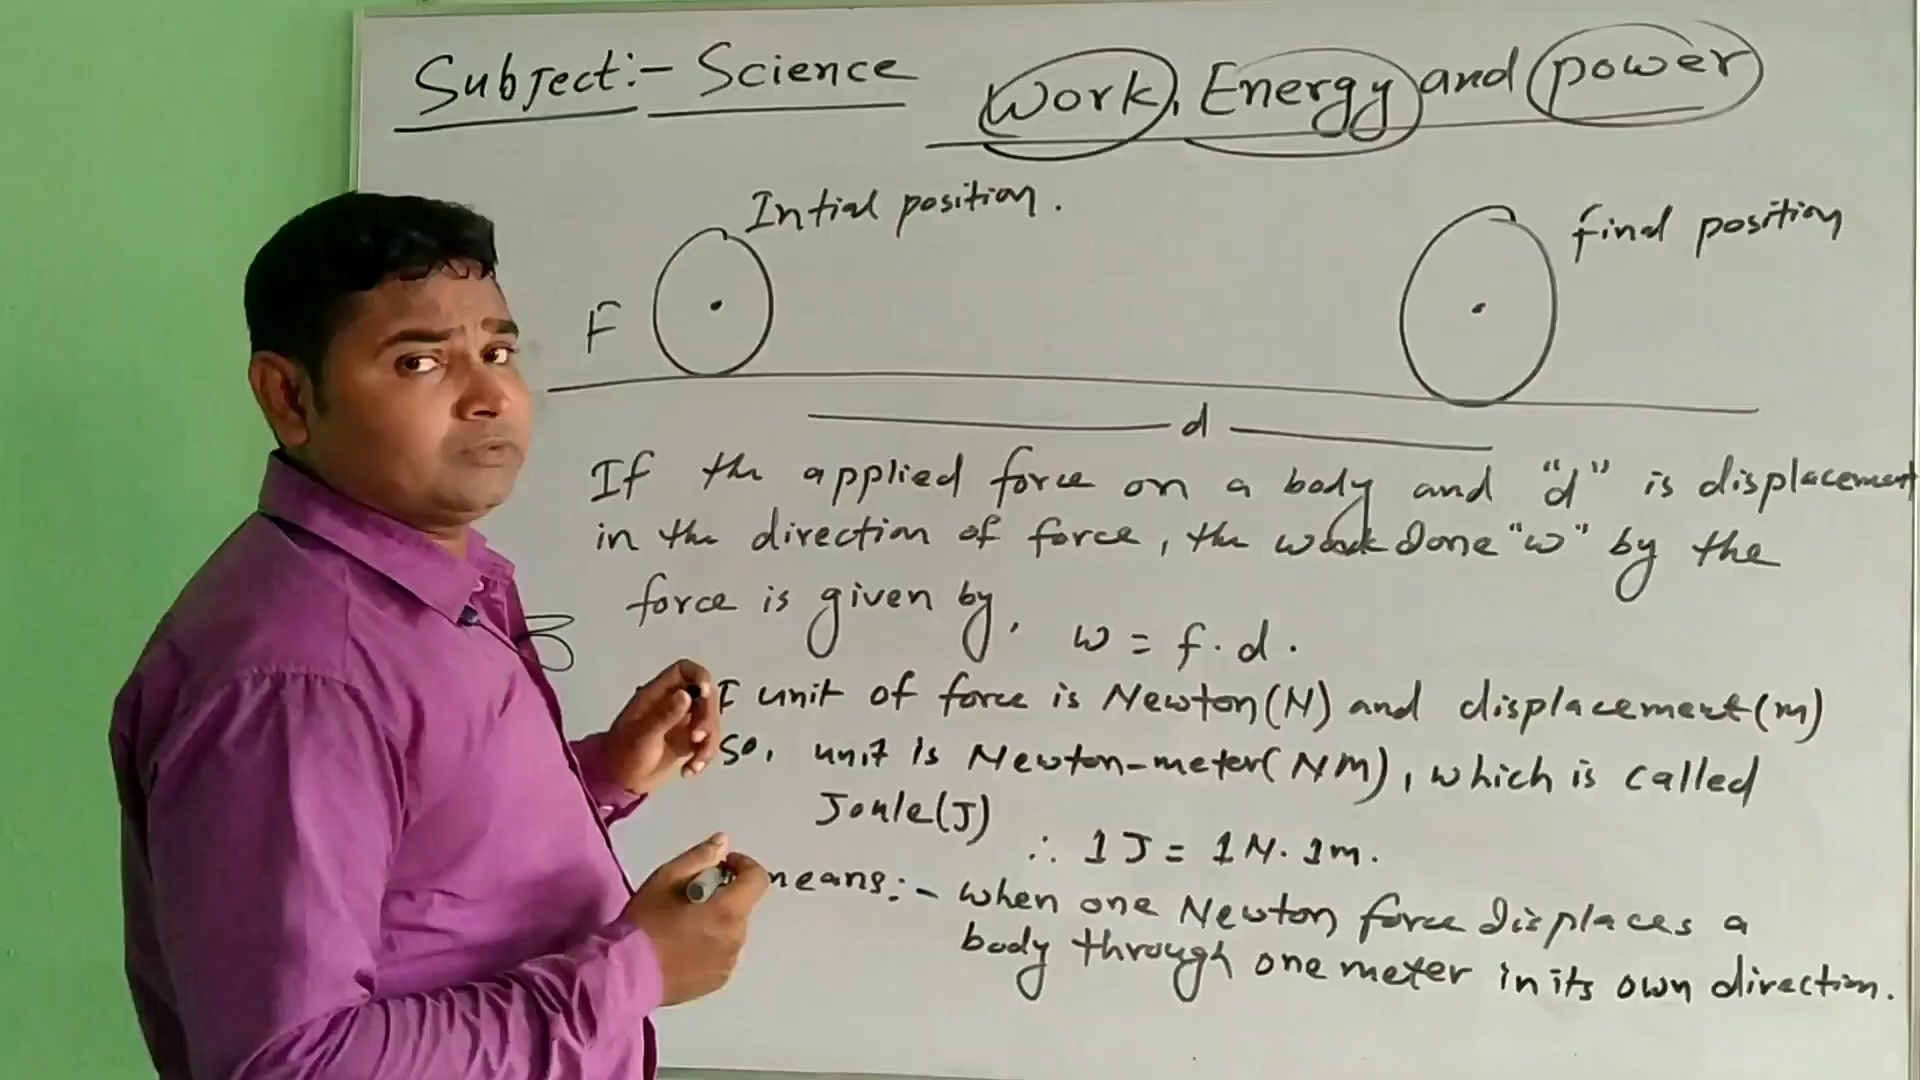 Subject:- Science
Work, Energy and power
Intial position.
final position
F
d
If the applied force on a body and "d" is displacement
in the direction of force, the work done "w" by the
force is given by,
w = f.d.
I unit of force is Newton(N) and displacement(m)
So, unit is Newton-meter(NM), which is called
Joule(J)
∴ 1J = 1N.1m.
means:- when one Newton force displaces a
body through one meter in its own direction.